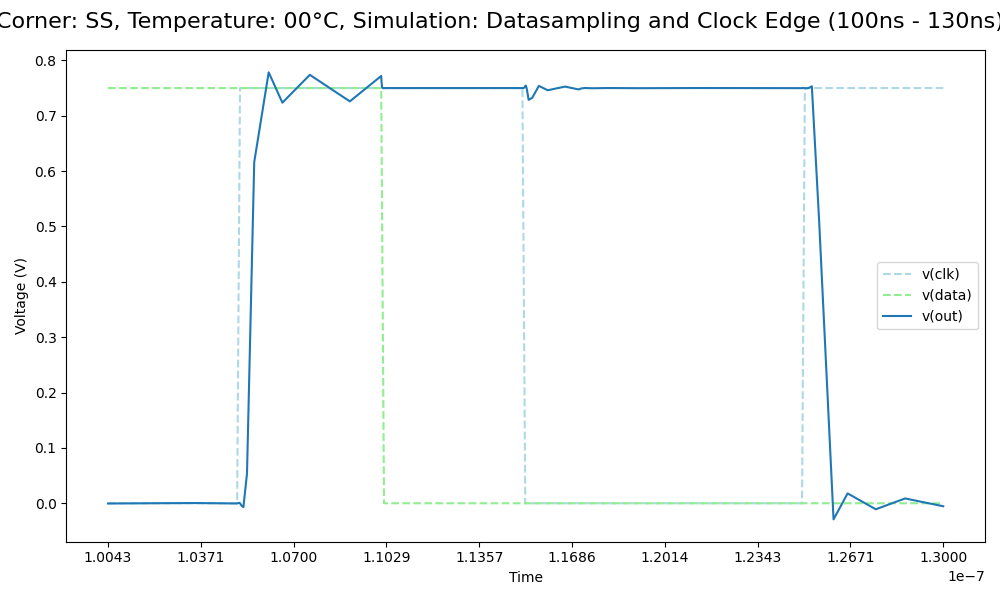 Corner: SS, Temperature: 00°C, Simulation: Datasampling and Clock Edge (100ns - 130ns)
0.8
0.7
0.6
0.5
0.4
0.3
0.2
0.1
0.0
Voltage (V)
v(clk)
v(data)
v(out)
1.0043 1.0371 1.0700 1.1029 1.1357 1.1686 1.2014 1.2343 1.2671 1.3000
Time
1e−7